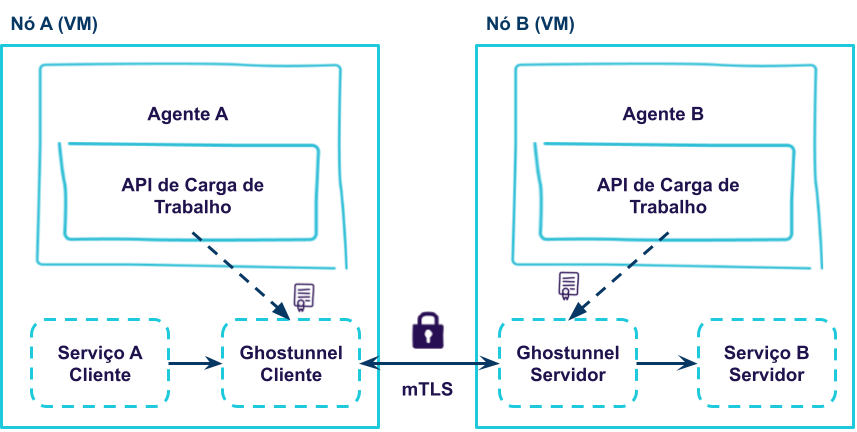 Nó A (VM)
Nó B (VM)
Agente A
Agente B
API de Carga de
Trabalho
API de Carga de
Trabalho
Serviço A
Cliente
Ghostunnel
Cliente
mTLS
Ghostunnel
Servidor
Serviço B
Servidor